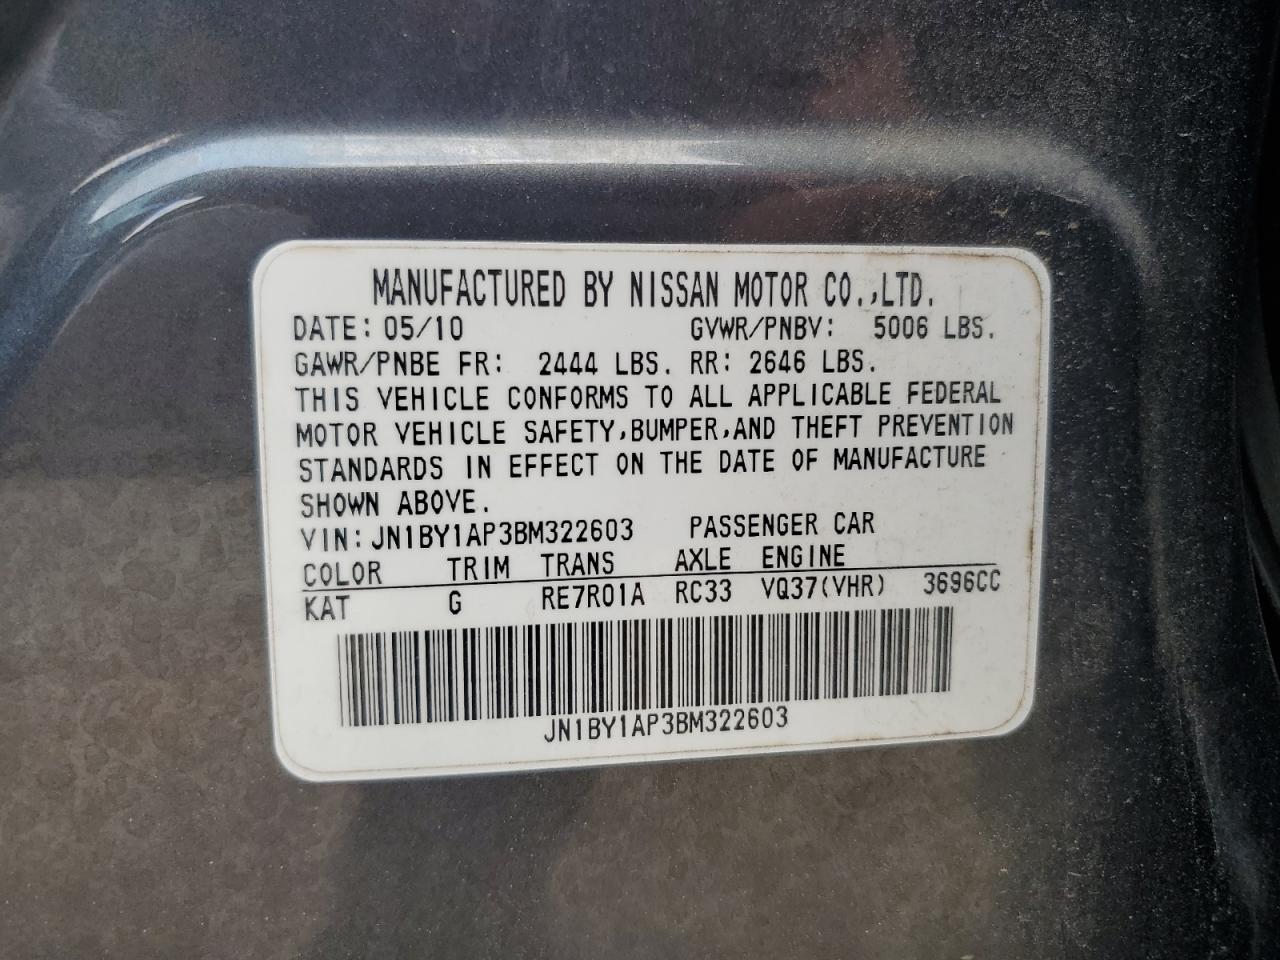 MANUFACTURED BY NISSAN MOTOR CO.,LTD.
DATE: 05/10 GVWR/PNBV: 5006 LBS.
GAWR/PNBE FR: 2444 LBS. RR: 2646 LBS.
THIS VEHICLE CONFORMS TO ALL APPLICABLE FEDERAL
MOTOR VEHICLE SAFETY,BUMPER,AND THEFT PREVENTION
STANDARDS IN EFFECT ON THE DATE OF MANUFACTURE
SHOWN ABOVE.
VIN: JN1BY1AP3BM322603 PASSENGER CAR
COLOR TRIM TRANS AXLE ENGINE
KAT G RE7R01A RC33 VQ37(VHR) 3696CC
JN1BY1AP3BM322603